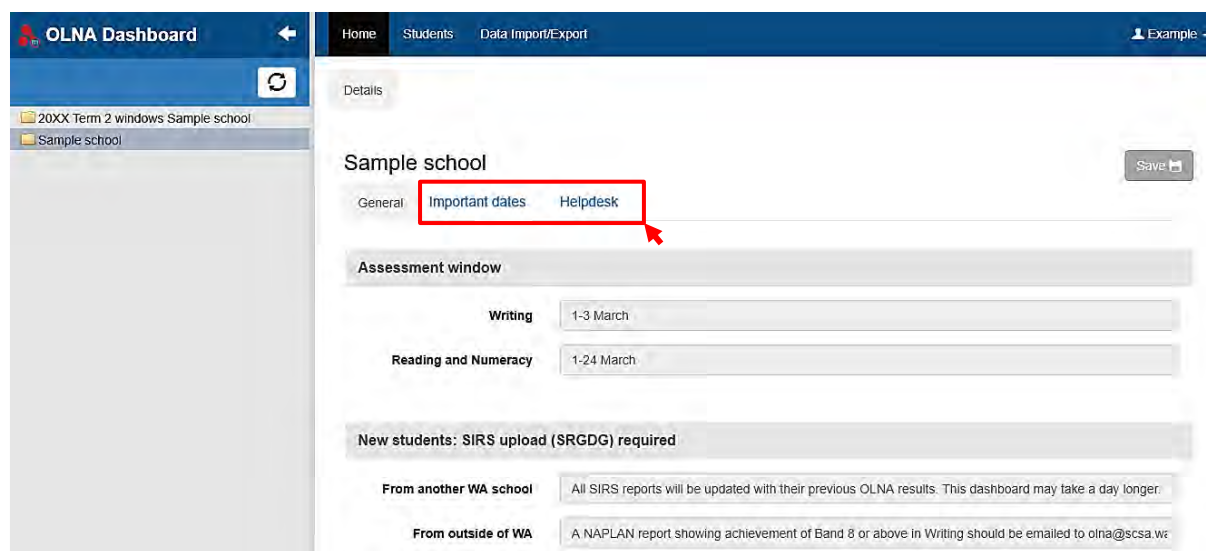 OLNA Dashboard
Home Students Data Import/Export Example
Details
20XX Term 2 windows Sample school
Sample school
Sample school
Save
General Important dates Helpdesk
Assessment window
Writing 1-3 March
Reading and Numeracy 1-24 March
New students: SIRS upload (SRGDG) required
From another WA school All SIRS reports will be updated with their previous OLNA results. This dashboard may take a day longer.
From outside of WA A NAPLAN report showing achievement of Band 8 or above in Writing should be emailed to olna@scsa.wa